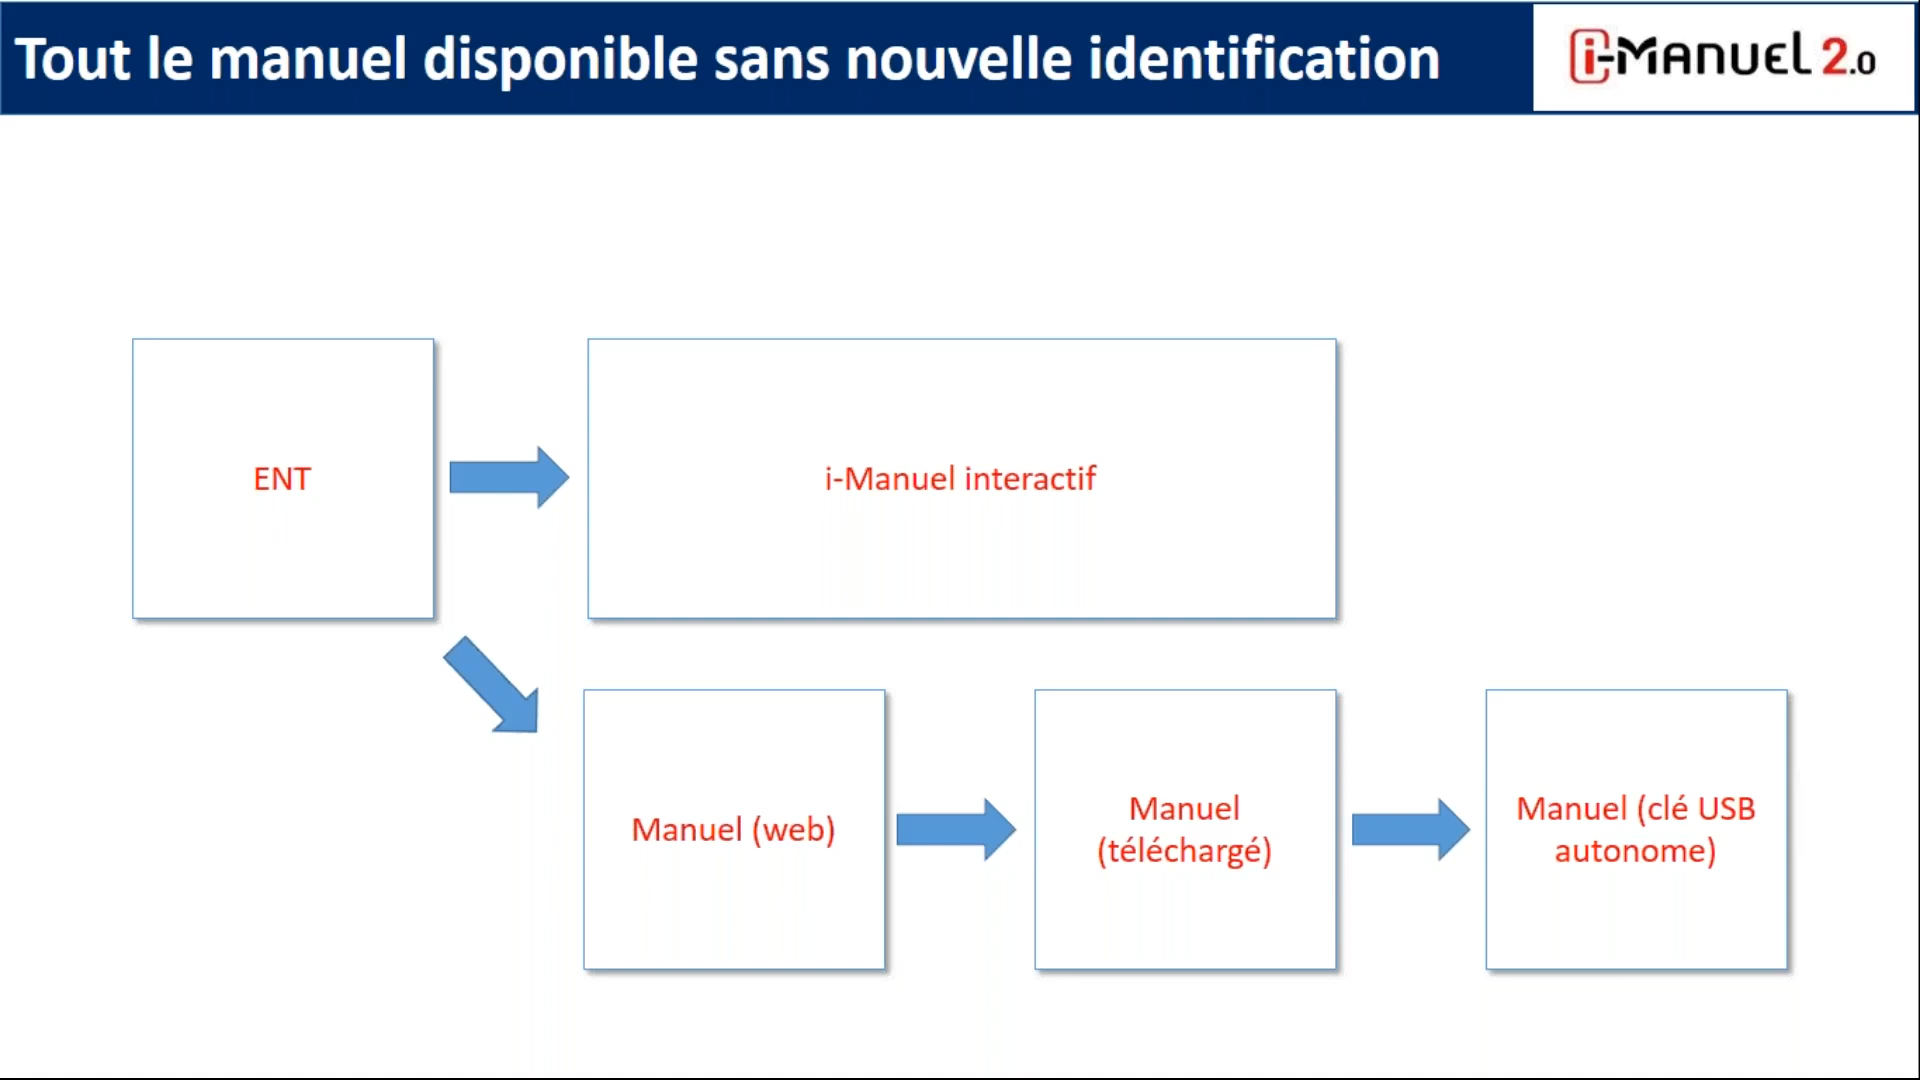 Tout le manuel disponible sans nouvelle identification
i-Manuel 2.0
ENT
i-Manuel interactif
Manuel (web)
Manuel
(téléchargé)
Manuel (clé USB
autonome)